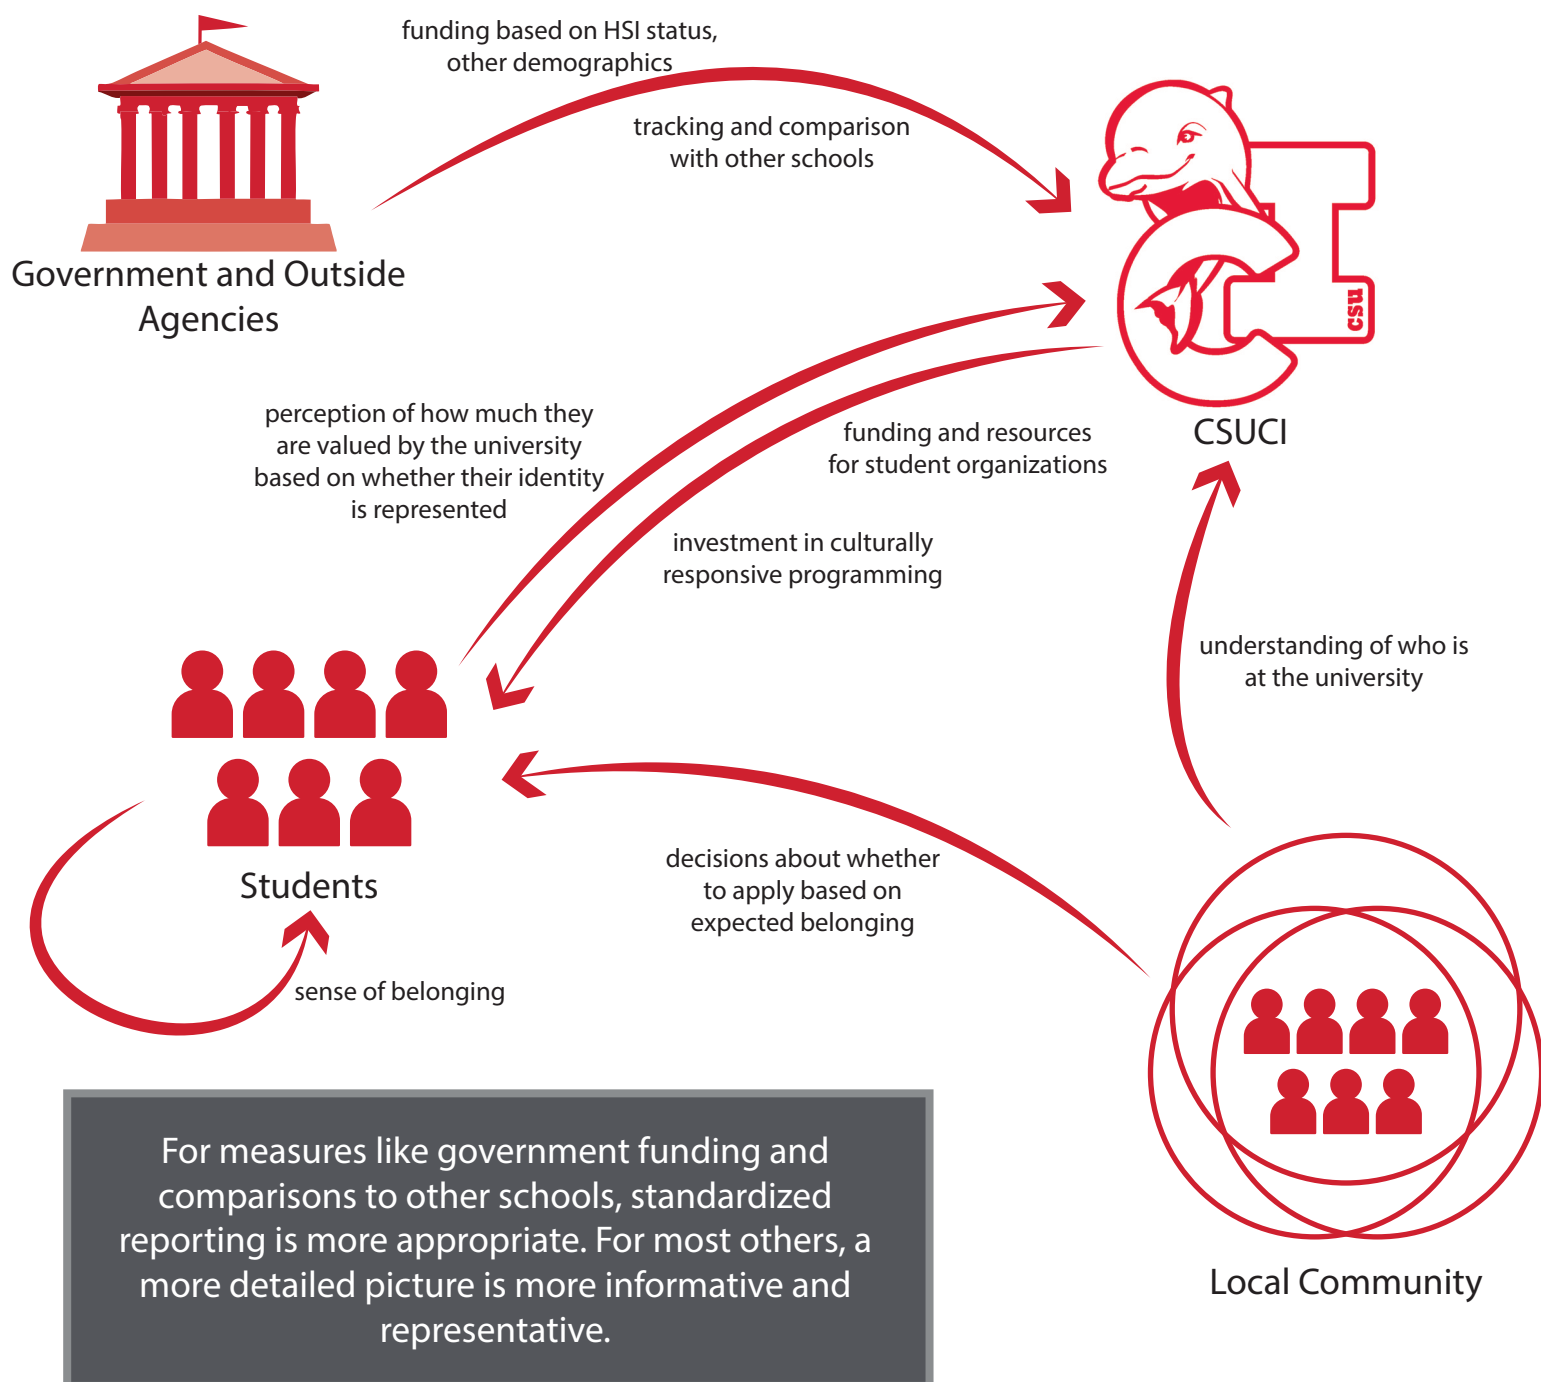 funding based on HSI status,
other demographics
tracking and comparison
with other schools
Government and Outside
Agencies
csu
CSUCI
perception of how much they
are valued by the university
based on whether their identity
is represented
funding and resources
for student organizations
investment in culturally
responsive programming
understanding of who is
at the university
Students
decisions about whether
to apply based on
expected belonging
sense of belonging
For measures like government funding and
comparisons to other schools, standardized
reporting is more appropriate. For most others, a
more detailed picture is more informative and
representative.
Local Community